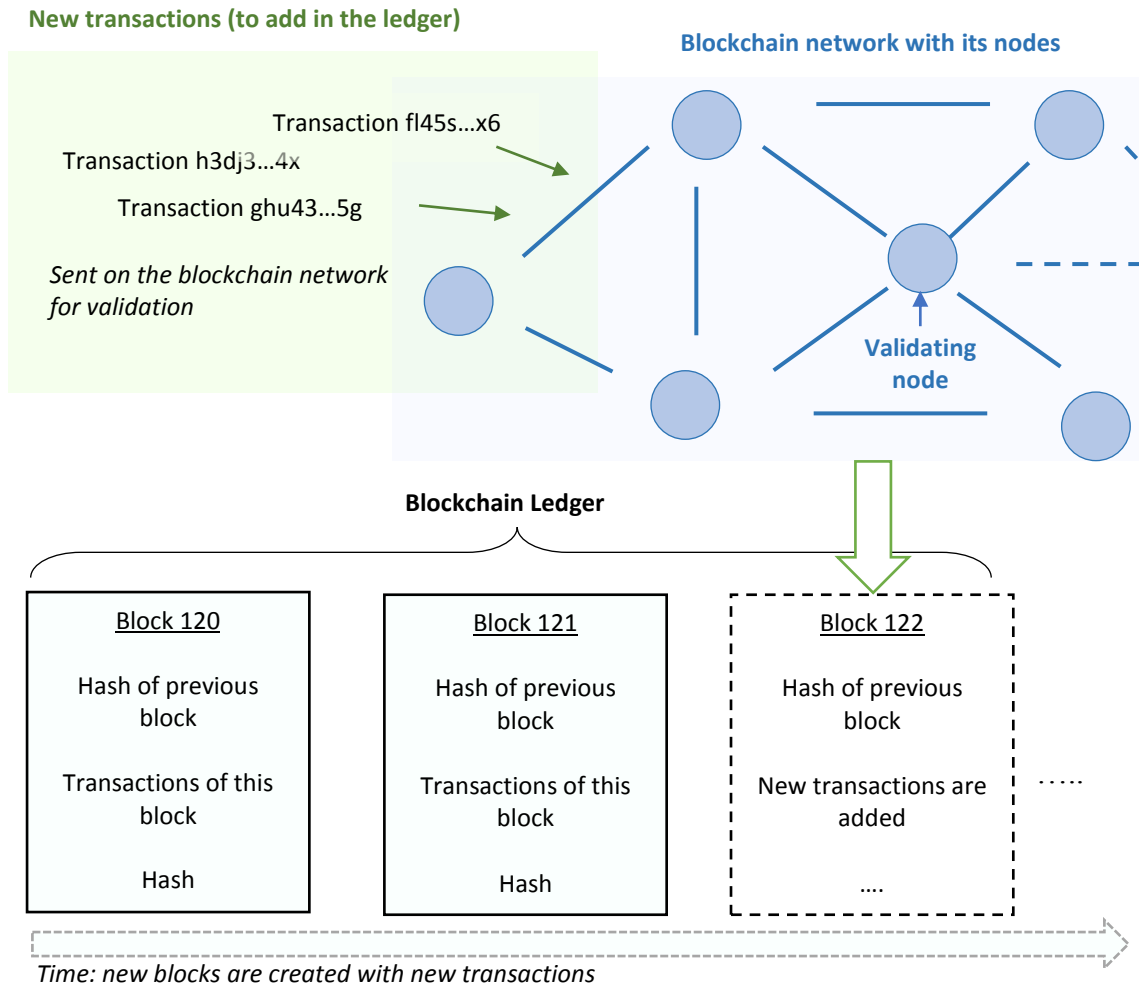 New transactions (to add in the ledger)
Blockchain network with its nodes
Transaction fl45s...x6
Transaction h3dj3...4x
Transaction ghu43...5g
Sent on the blockchain network
for validation
Validating
node
Blockchain Ledger
Block 120
Hash of previous
block
Transactions of this
block
Hash
Block 121
Hash of previous
block
Transactions of this
block
Hash
Block 122
Hash of previous
block
New transactions are
added
....
.....
Time: new blocks are created with new transactions